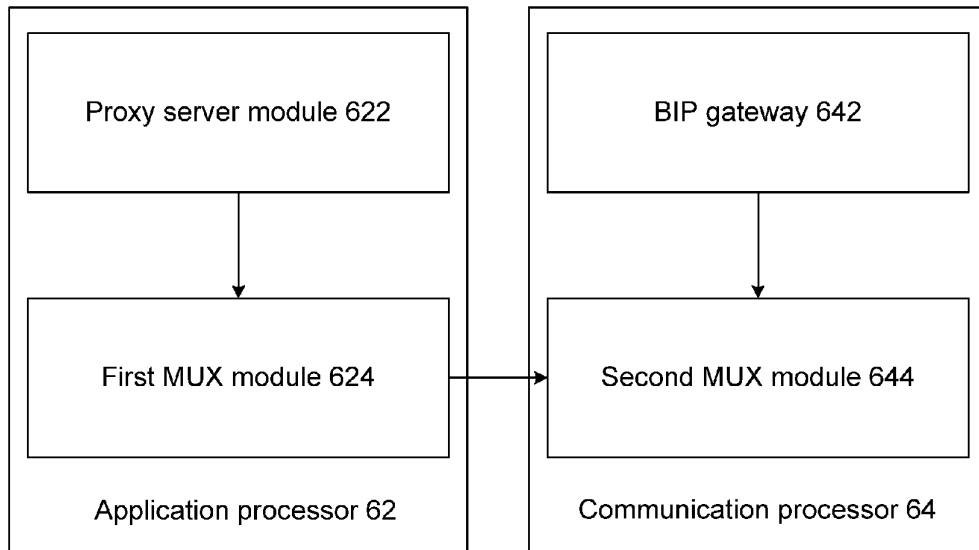 Proxy server module 622
First MUX module 624
Application processor 62
BIP gateway 642
Second MUX module 644
Communication processor 64